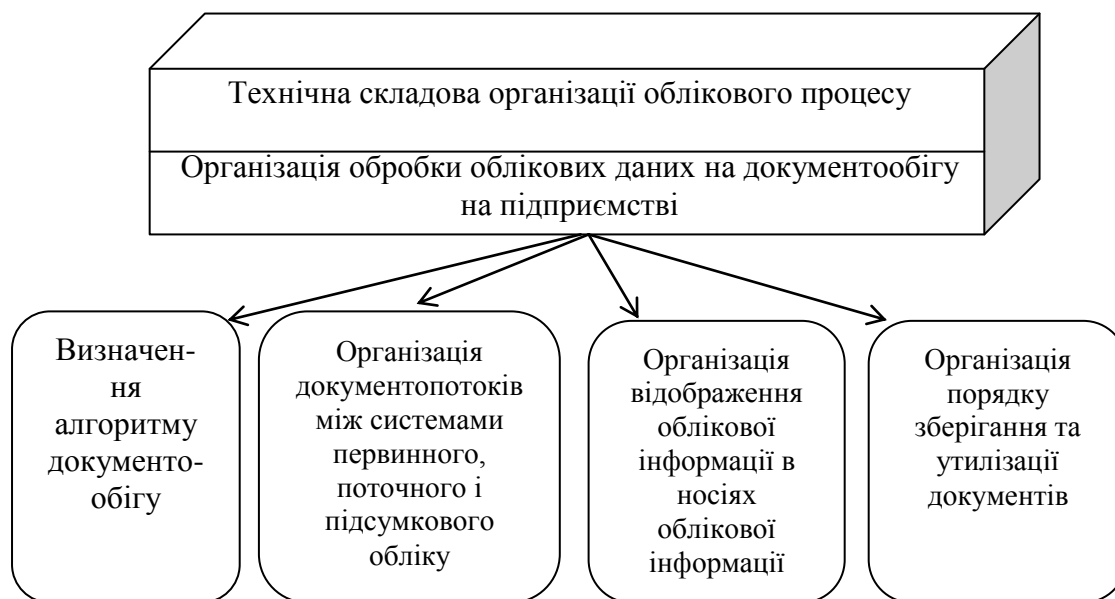 Технічна складова організації облікового процесу
Організація обробки облікових даних на документообігу
на підприємстві
Визначен-
ня
алгоритму
документо-
обігу
Організація
документопотоків
між системами
первинного,
поточного і
підсумкового
обліку
Організація
відображення
облікової
інформації в
носіях
облікової
інформації
Організація
порядку
зберігання та
утилізації
документів